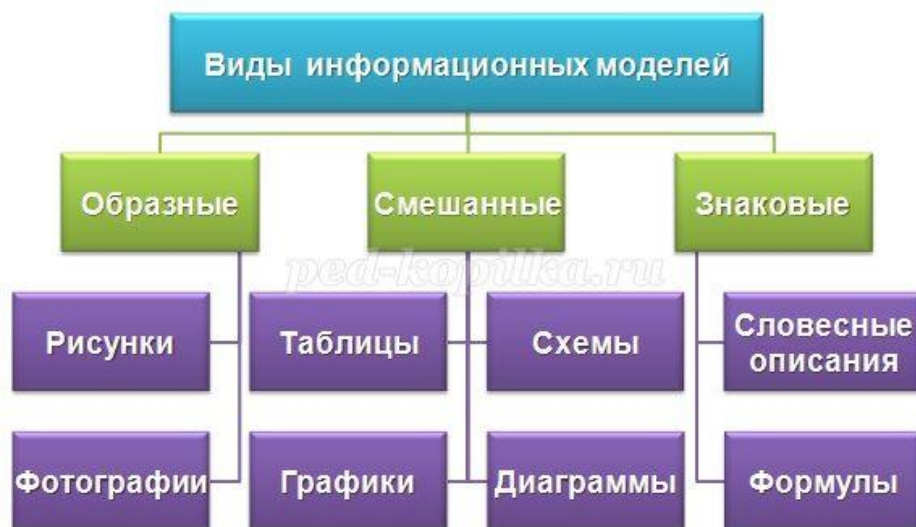 Виды информационных моделей
Образные
Смешанные
Знаковые
ped-kopilka.ru
Рисунки
Таблицы
Схемы
Словесные
описания
Фотографии
Графики
Диаграммы
Формулы